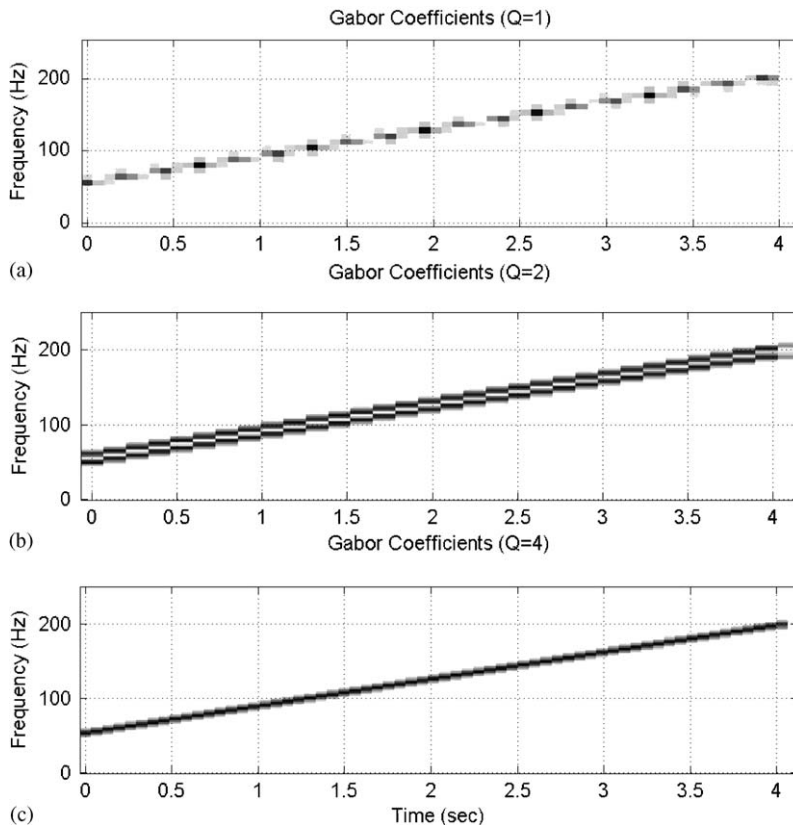 Gabor Coefficients (Q=1)
Frequency (Hz)
200
100
0
0 0.5 1 1.5 2 2.5 3 3.5 4
(a)
Gabor Coefficients (Q=2)
Frequency (Hz)
200
100
0
0 0.5 1 1.5 2 2.5 3 3.5 4
(b)
Gabor Coefficients (Q=4)
Frequency (Hz)
200
100
0
0 0.5 1 1.5 2 2.5 3 3.5 4
(c)
Time (sec)